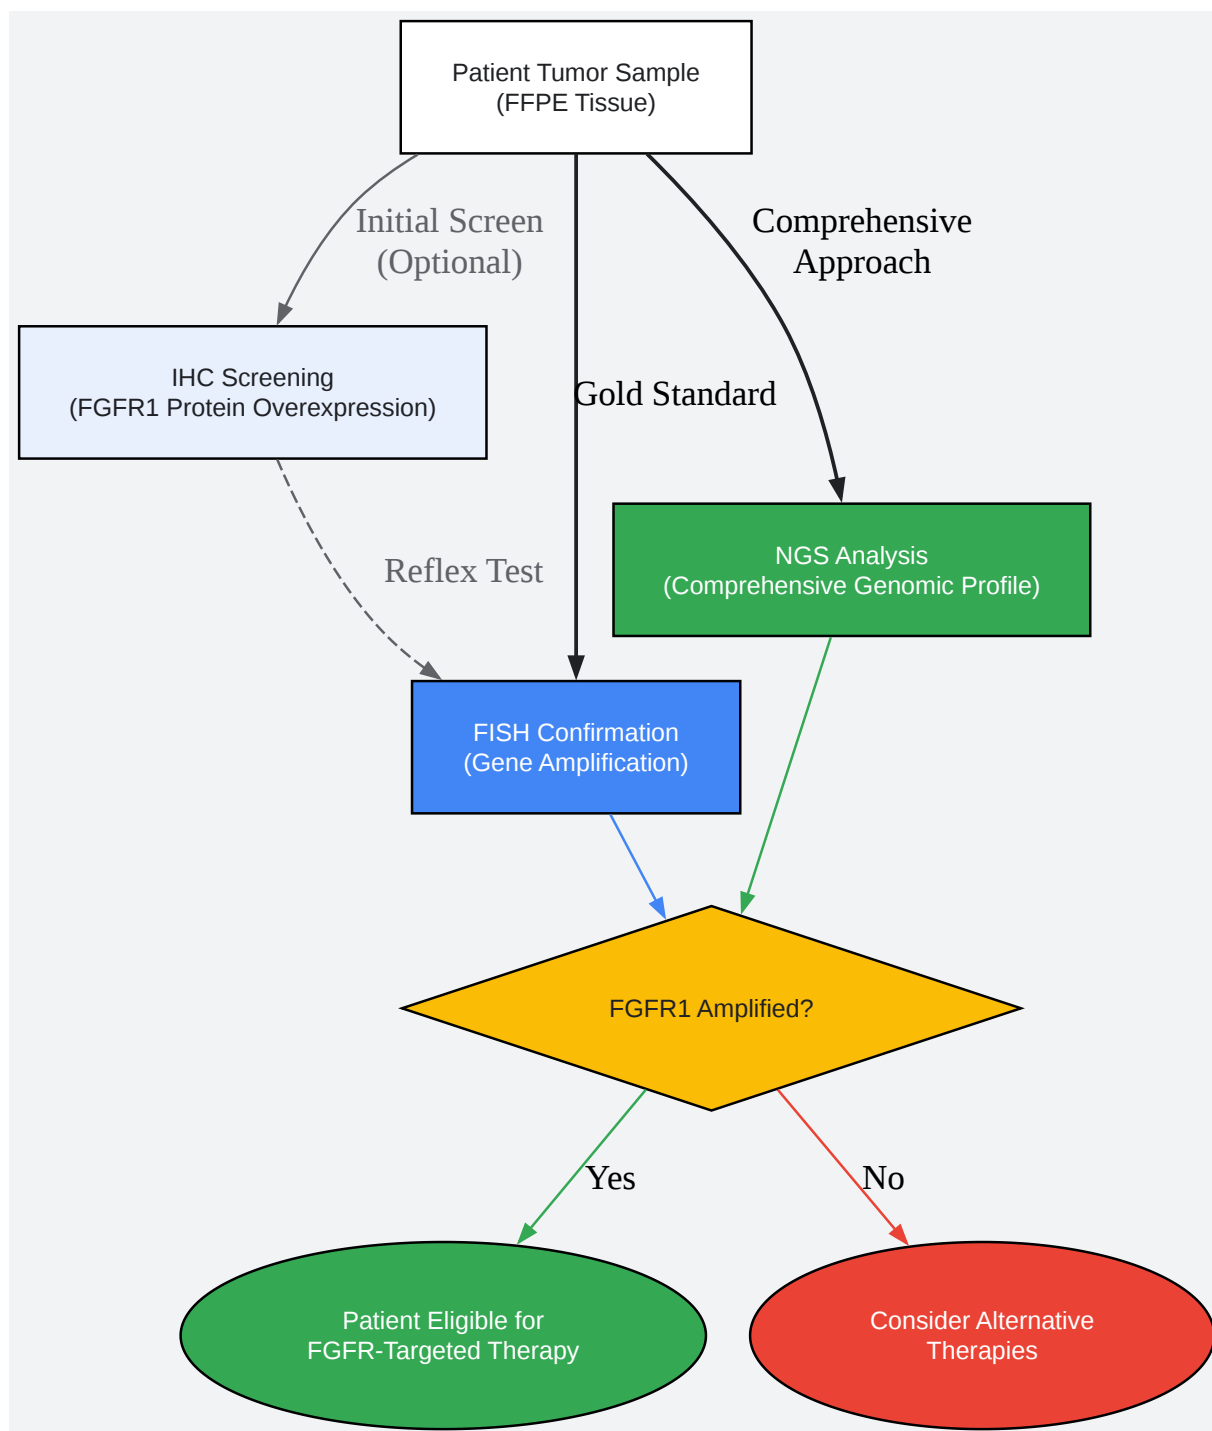 Patient Tumor Sample
(FFPE Tissue)
Initial Screen
(Optional)
Comprehensive
Approach
IHC Screening
(FGFR1 Protein Overexpression)
Gold Standard
NGS Analysis
(Comprehensive Genomic Profile)
Reflex Test
FISH Confirmation
(Gene Amplification)
FGFR1 Amplified?
Yes
No
Patient Eligible for
FGFR-Targeted Therapy
Consider Alternative
Therapies